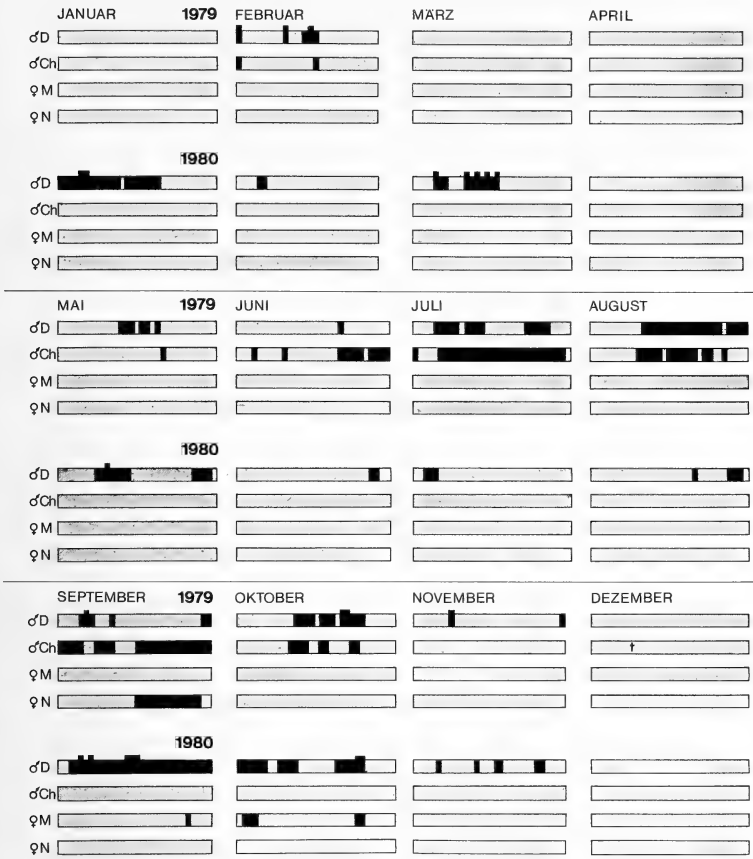 JANUAR 1979 FEBRUAR MÄRZ APRIL
♂D
♂Ch
♀M
♀N
1980
♂D
♂Ch
♀M
♀N
MAI 1979 JUNI JULI AUGUST
♂D
♂Ch
♀M
♀N
1980
♂D
♂Ch
♀M
♀N
SEPTEMBER 1979 OKTOBER NOVEMBER DEZEMBER
♂D
♂Ch †
♀M
♀N
1980
♂D
♂Ch
♀M
♀N